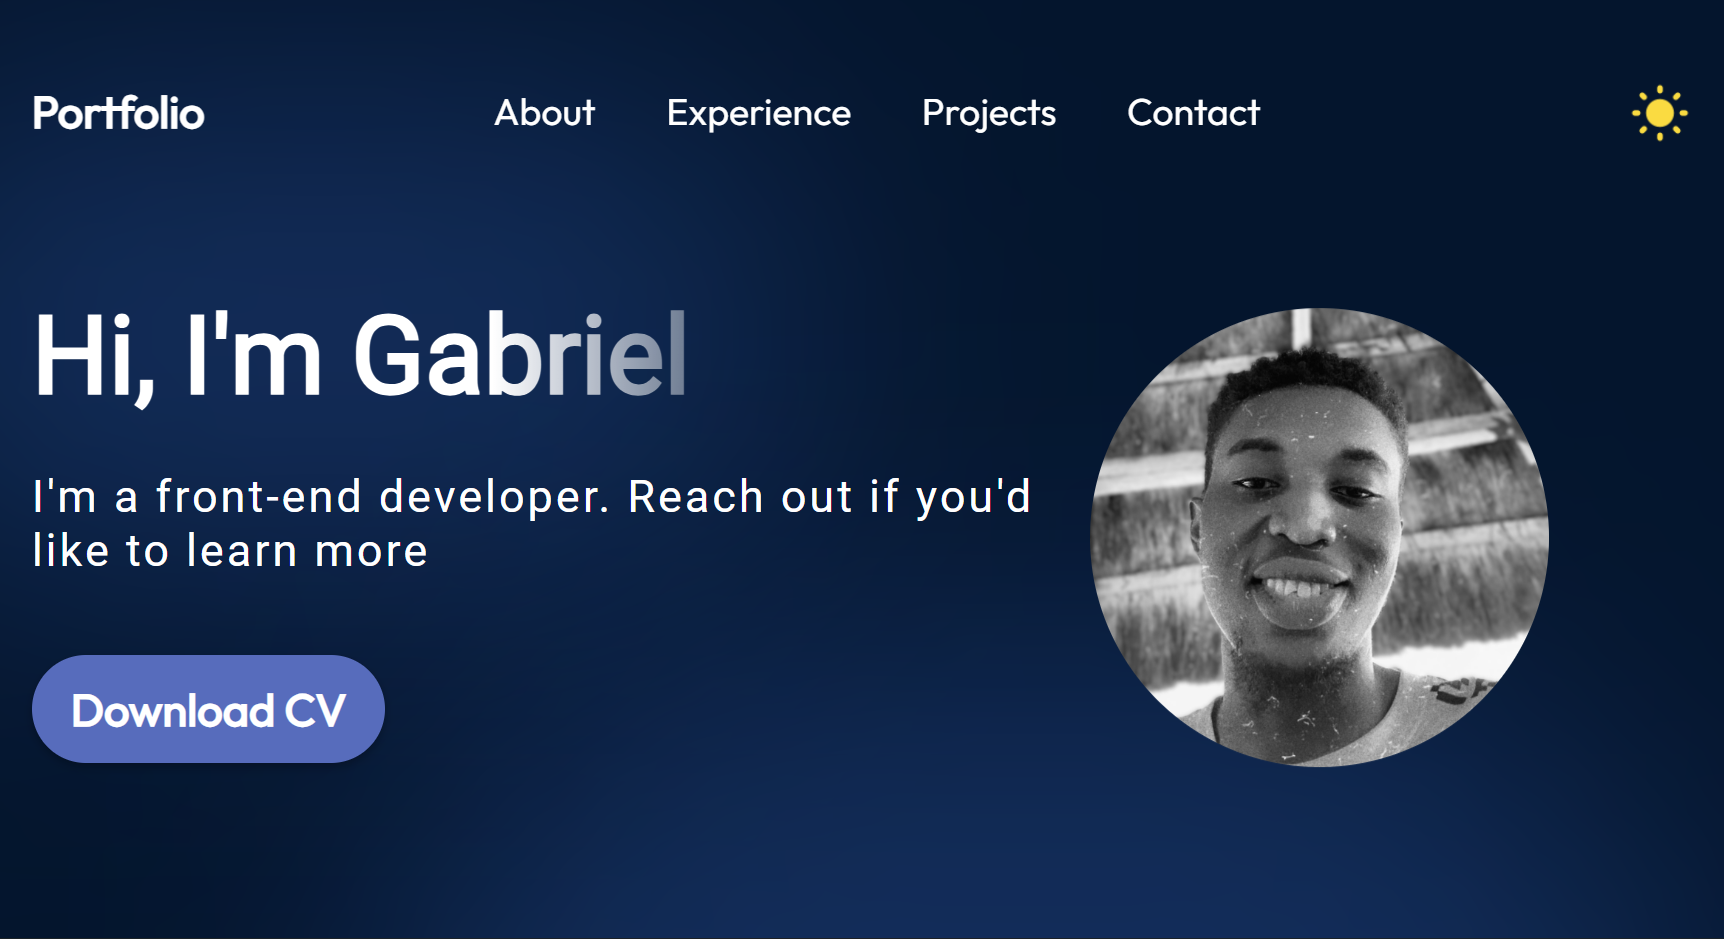 Portfolio
About
Experience
Projects
Contact
Hi, I'm Gabriel
I'm a front-end developer. Reach out if you'd
like to learn more
Download CV